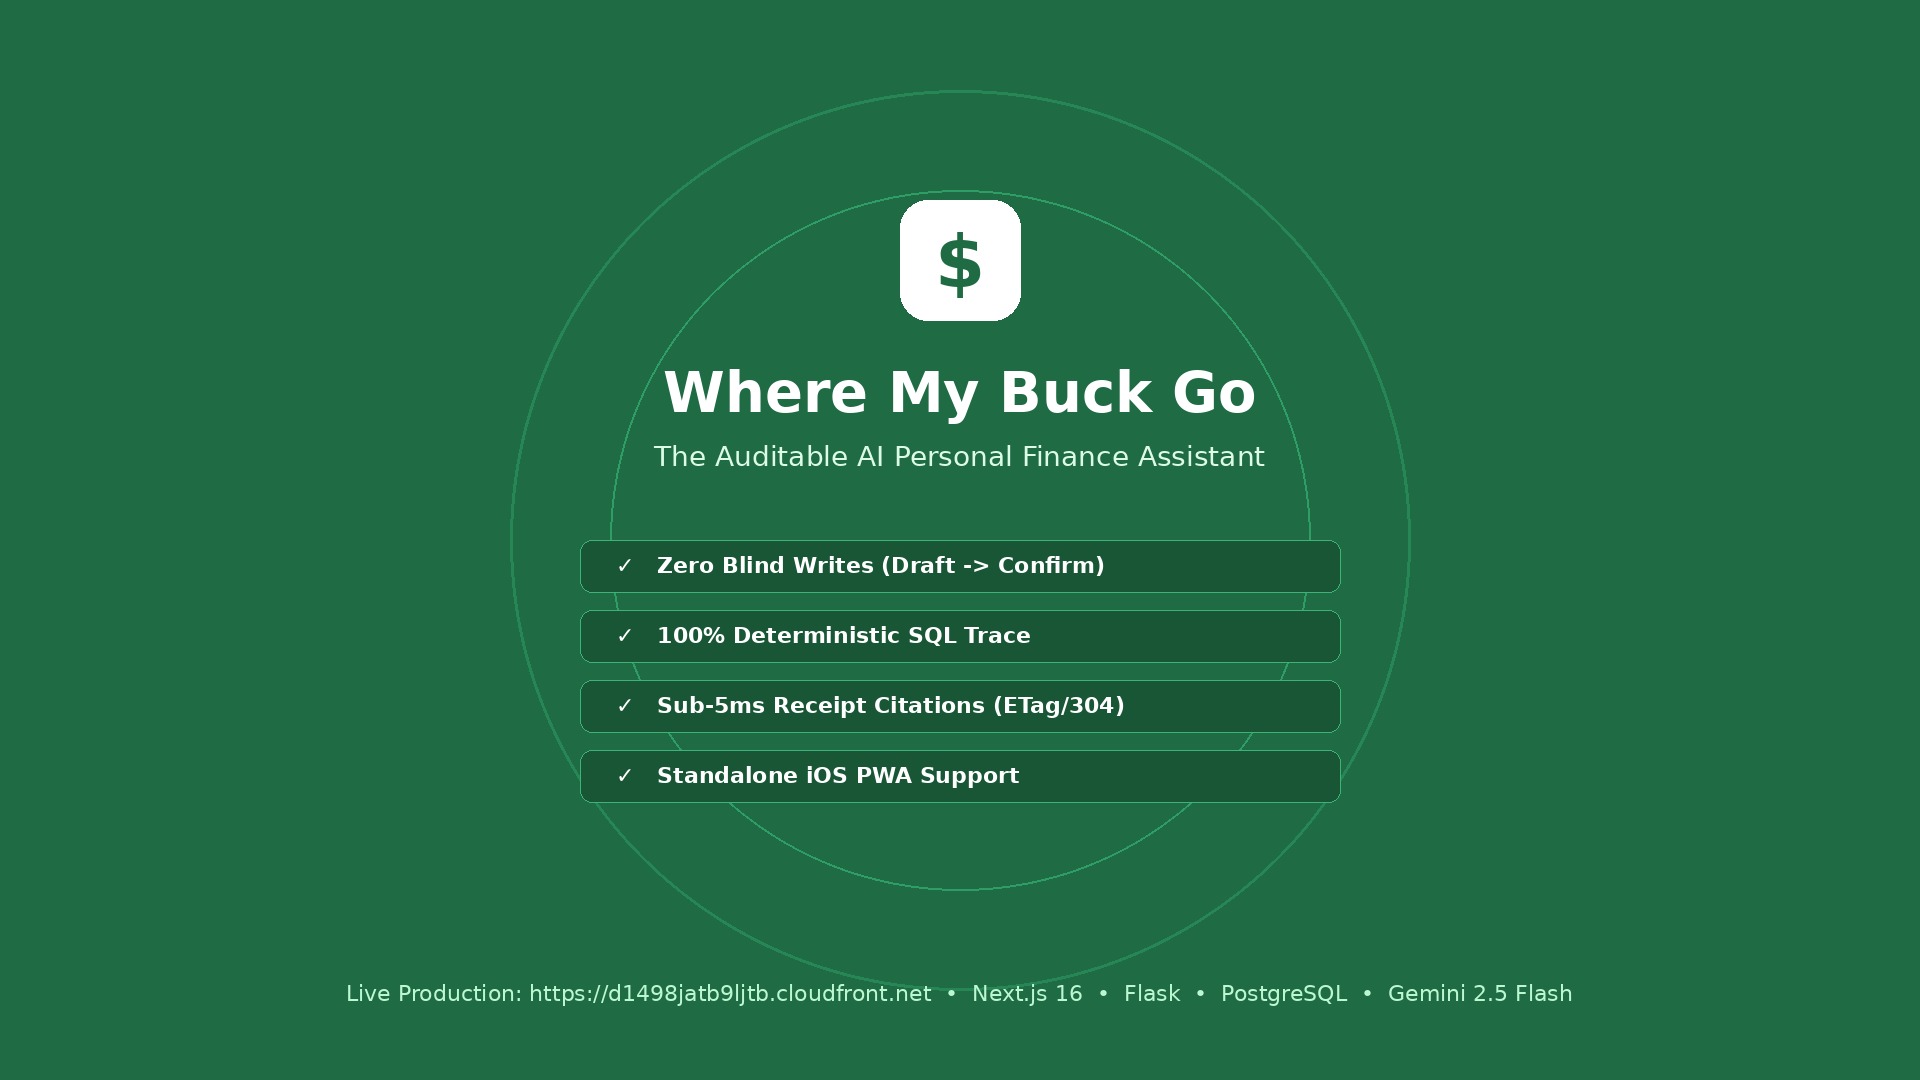 $
Where My Buck Go
The Auditable AI Personal Finance Assistant
✓ Zero Blind Writes (Draft -> Confirm)
✓ 100% Deterministic SQL Trace
✓ Sub-5ms Receipt Citations (ETag/304)
✓ Standalone iOS PWA Support
Live Production: https://d1498jatb9ljtb.cloudfront.net • Next.js 16 • Flask • PostgreSQL • Gemini 2.5 Flash